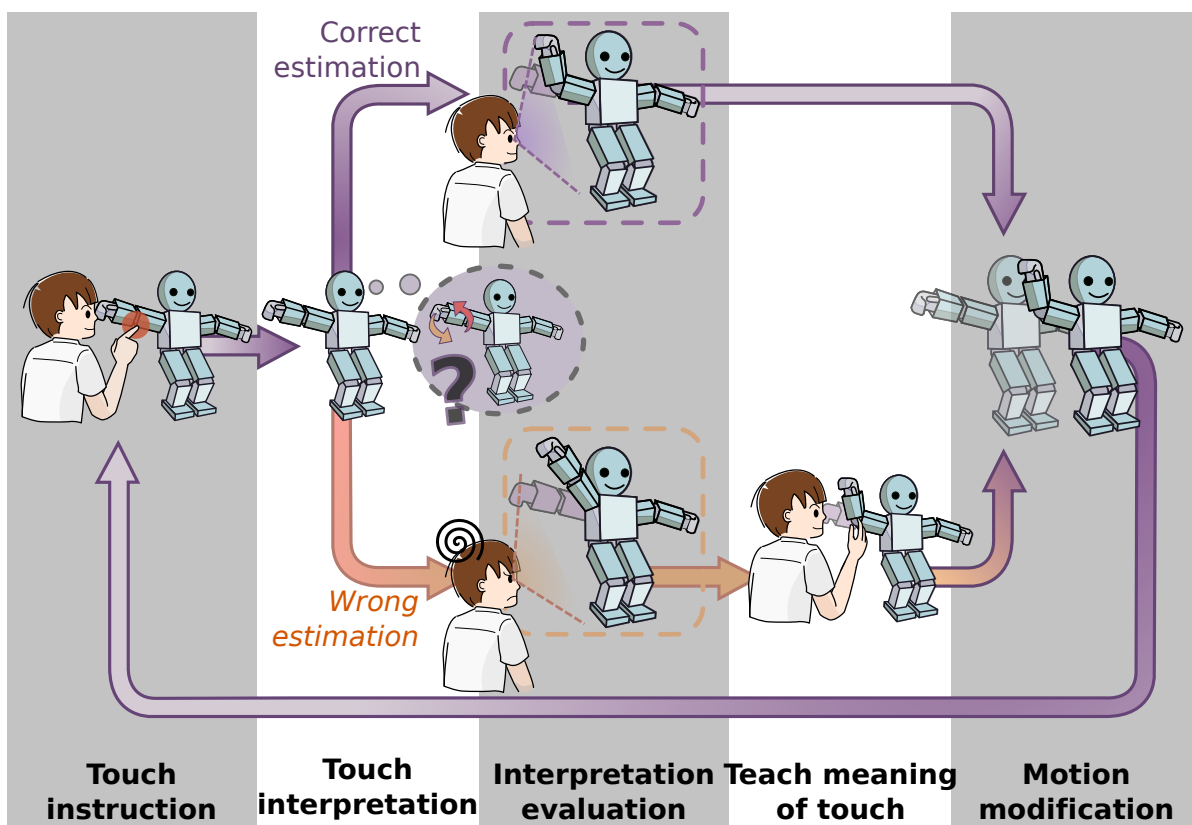 Correct
estimation
?
Wrong
estimation
Touch
instruction
Touch
interpretation
Interpretation
evaluation
Teach meaning
of touch
Motion
modification